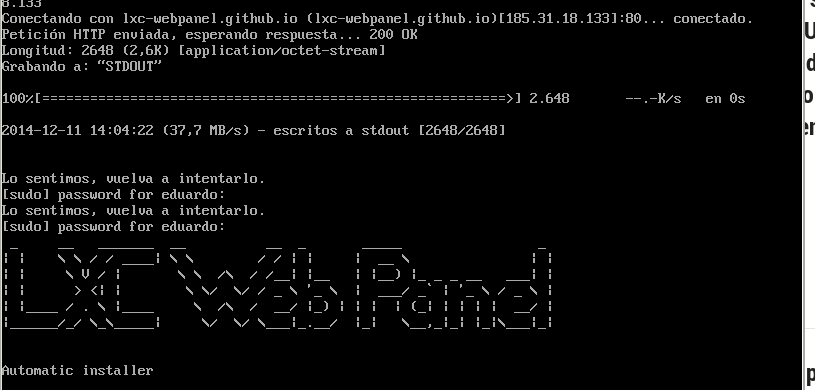 8.133
Conectando con lxc-webpanel.github.io (lxc-webpanel.github.io)[185.31.18.133]:80... conectado.
Petición HTTP enviada, esperando respuesta... 200 OK
Longitud: 2648 (2,6K) [application/octet-stream]
Grabando a: “STDOUT”
100%[==========================================================>] 2.648 --.-K/s en 0s
2014-12-11 14:04:22 (37,7 MB/s) - escritos a stdout [2648/2648]
Lo sentimos, vuelva a intentarlo.
[sudo] password for eduardo:
Lo sentimos, vuelva a intentarlo.
[sudo] password for eduardo:
LXC Web Panel
Automatic installer